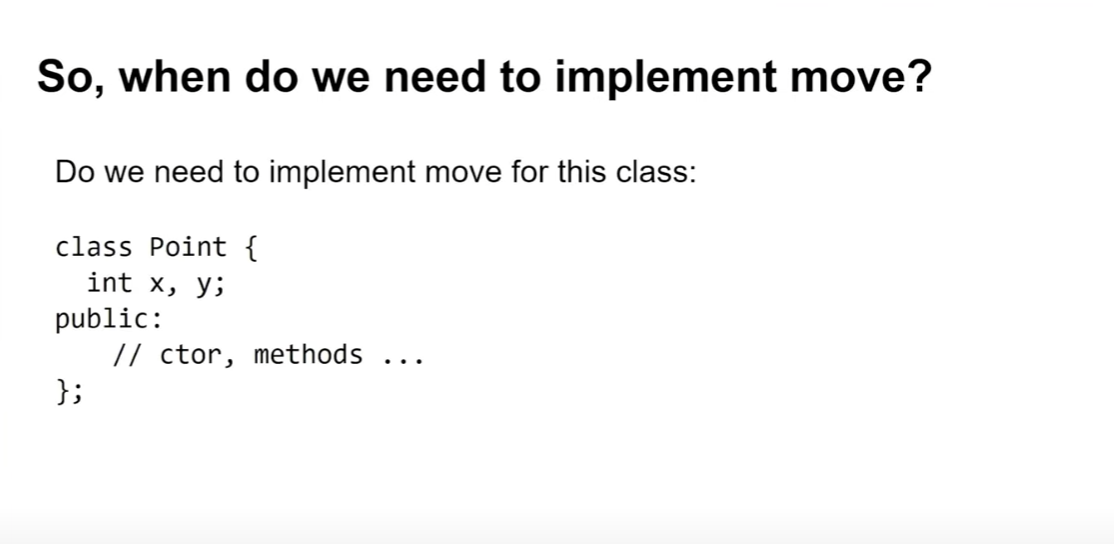 So, when do we need to implement move?
Do we need to implement move for this class:
class Point {
  int x, y;
public:
    // ctor, methods ...
};